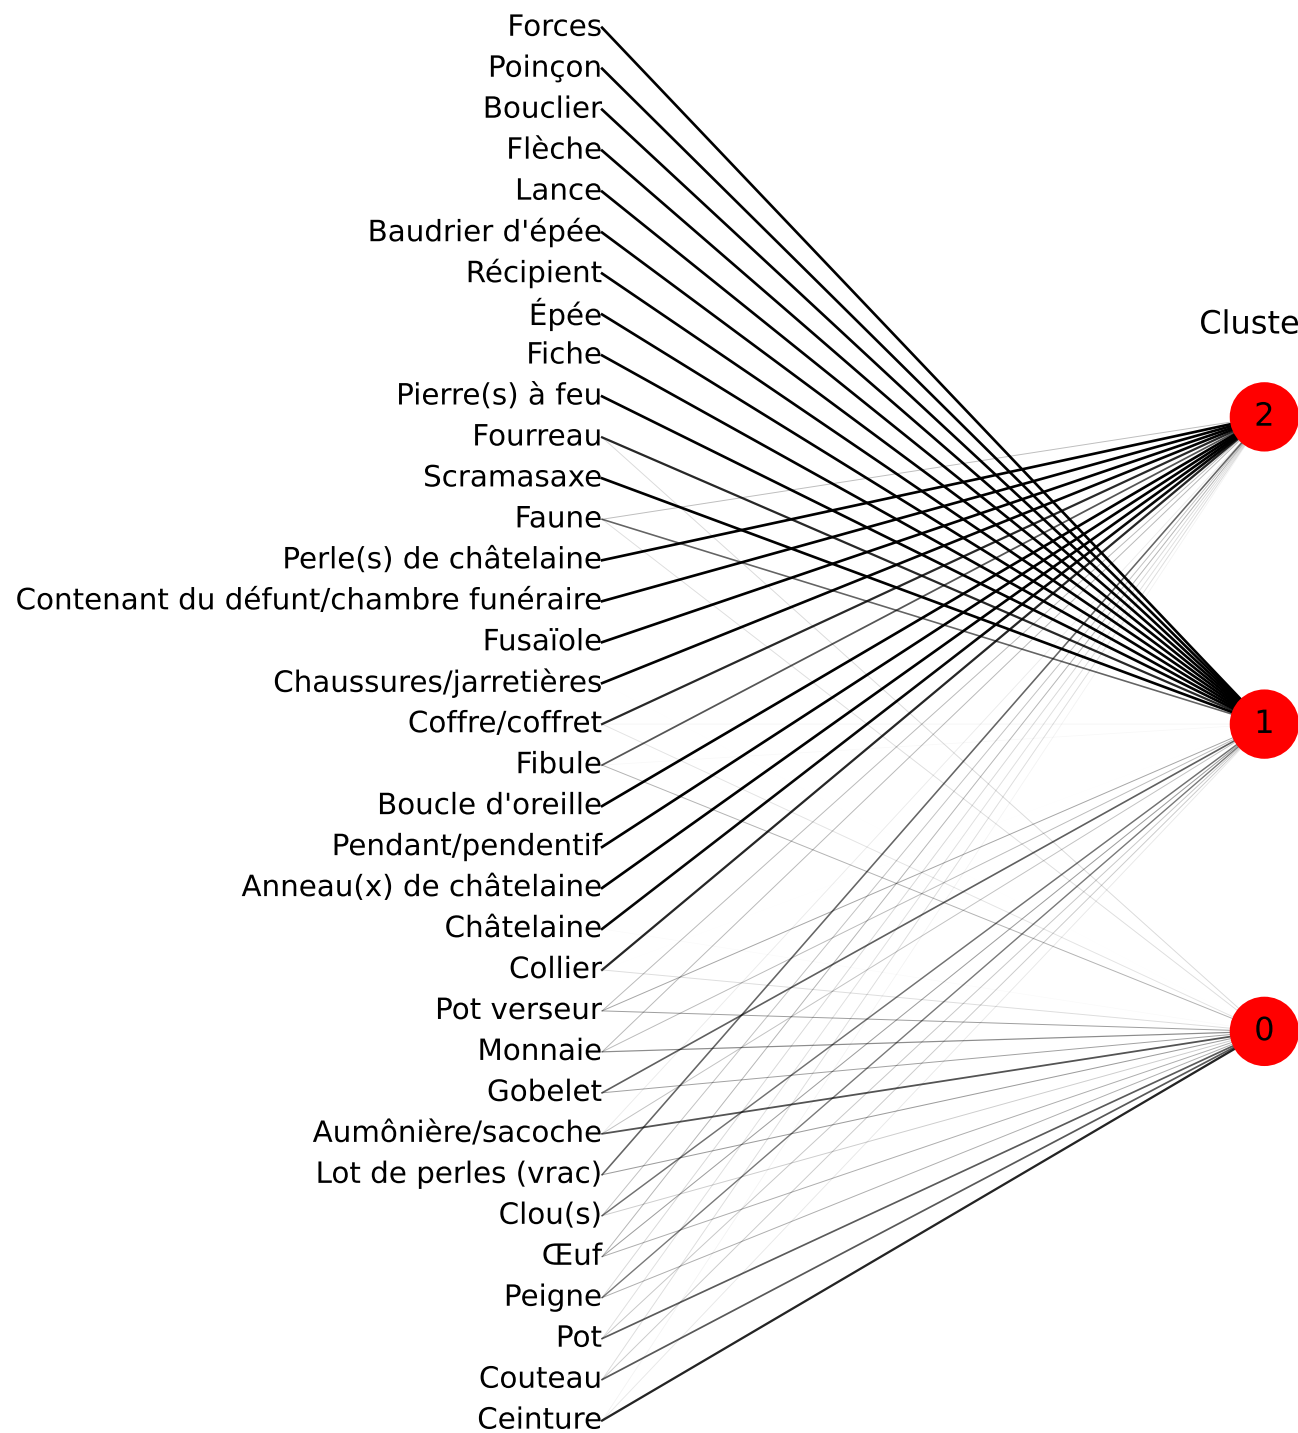 Forces
Poinçon
Bouclier
Flèche
Lance
Baudrier d'épée
Récipient
Épée
Fiche
Pierre(s) à feu
Fourreau
Scramasaxe
Faune
Perle(s) de châtelaine
Contenant du défunt/chambre funéraire
Fusaïole
Chaussures/jarretières
Coffre/coffret
Fibule
Boucle d'oreille
Pendant/pendentif
Anneau(x) de châtelaine
Châtelaine
Collier
Pot verseur
Monnaie
Gobelet
Aumônière/sacoche
Lot de perles (vrac)
Clou(s)
Œuf
Peigne
Pot
Couteau
Ceinture
Cluste
2
1
0